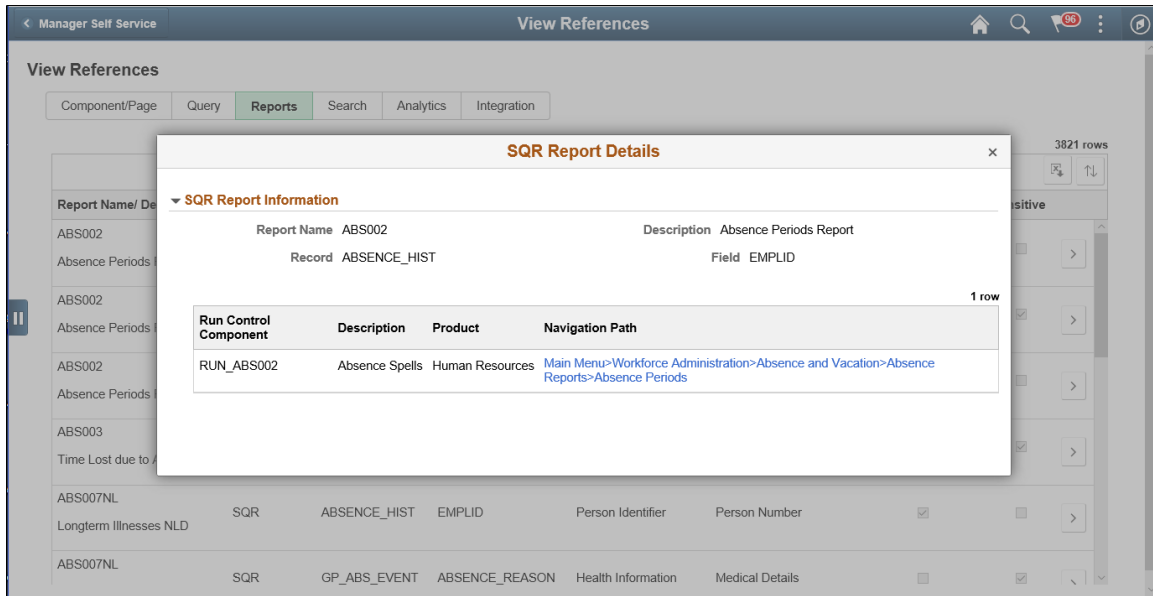 Manager Self Service
View References
96
View References
Component/Page
Query
Reports
Search
Analytics
Integration
3821 rows
SQR Report Details
×
SQR Report Information
Report Name ABS002
Description Absence Periods Report
Record ABSENCE_HIST
Field EMPLID
1 row
Run Control Component Description Product Navigation Path
RUN_ABS002 Absence Spells Human Resources Main Menu>Workforce Administration>Absence and Vacation>Absence
Reports>Absence Periods
Report Name/ De
nsitive
ABS002
Absence Periods
ABS002
Absence Periods
ABS002
Absence Periods
ABS003
Time Lost due to
ABS007NL
Longterm Illnesses NLD
SQR ABSENCE_HIST EMPLID Person Identifier Person Number
ABS007NL
SQR GP_ABS_EVENT ABSENCE_REASON Health Information Medical Details